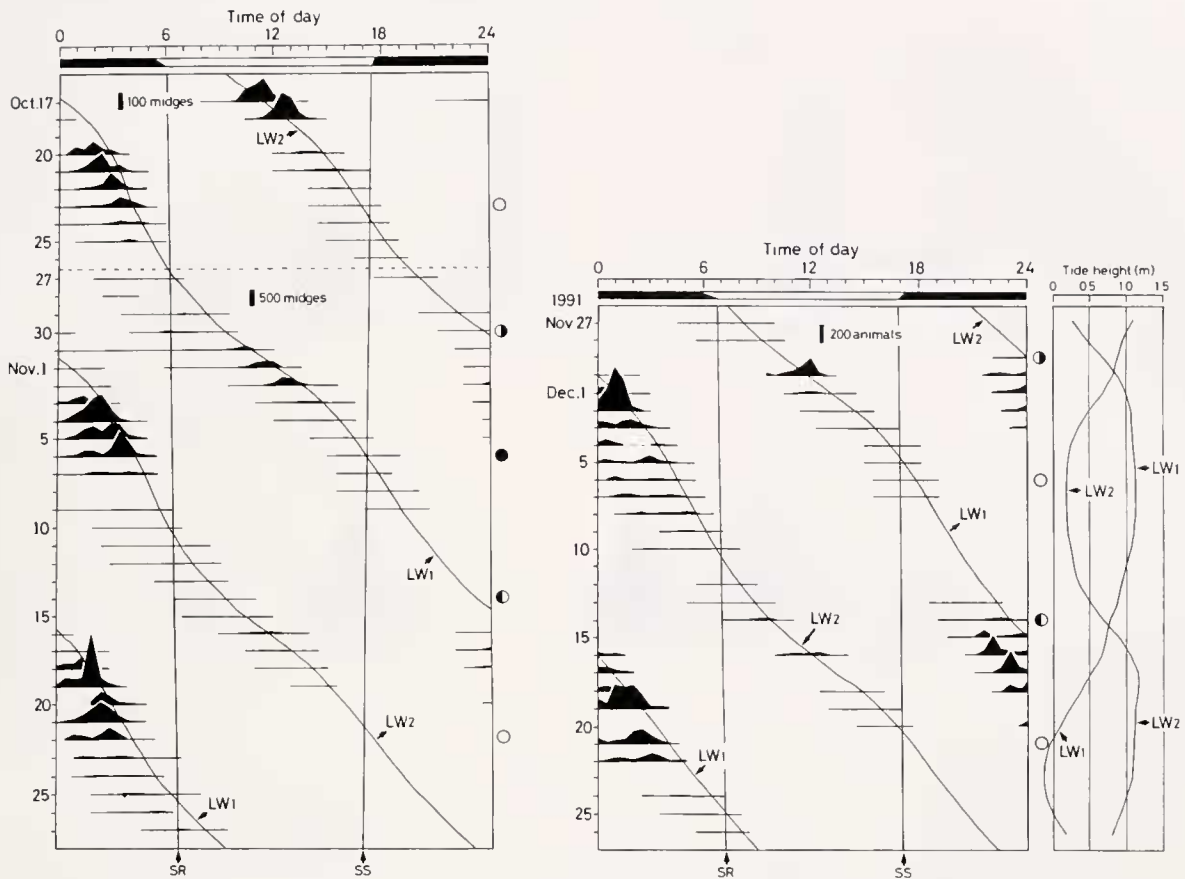 Time of day
0 6 12 18 24
Oct.17
100 midges
LW2
20
25
27
500 midges
30
Nov.1
5
10
LW1
15
20
LW2
25
LW1
SR SS
Time of day
0 6 12 18 24
Tide height (m)
0 0.5 1.0 1.5
1991
Nov 27
200 animals
LW2
Dec.1
5
LW1
LW2
LW1
10
15
LW2
20
LW1
LW2
LW1
25
SR SS